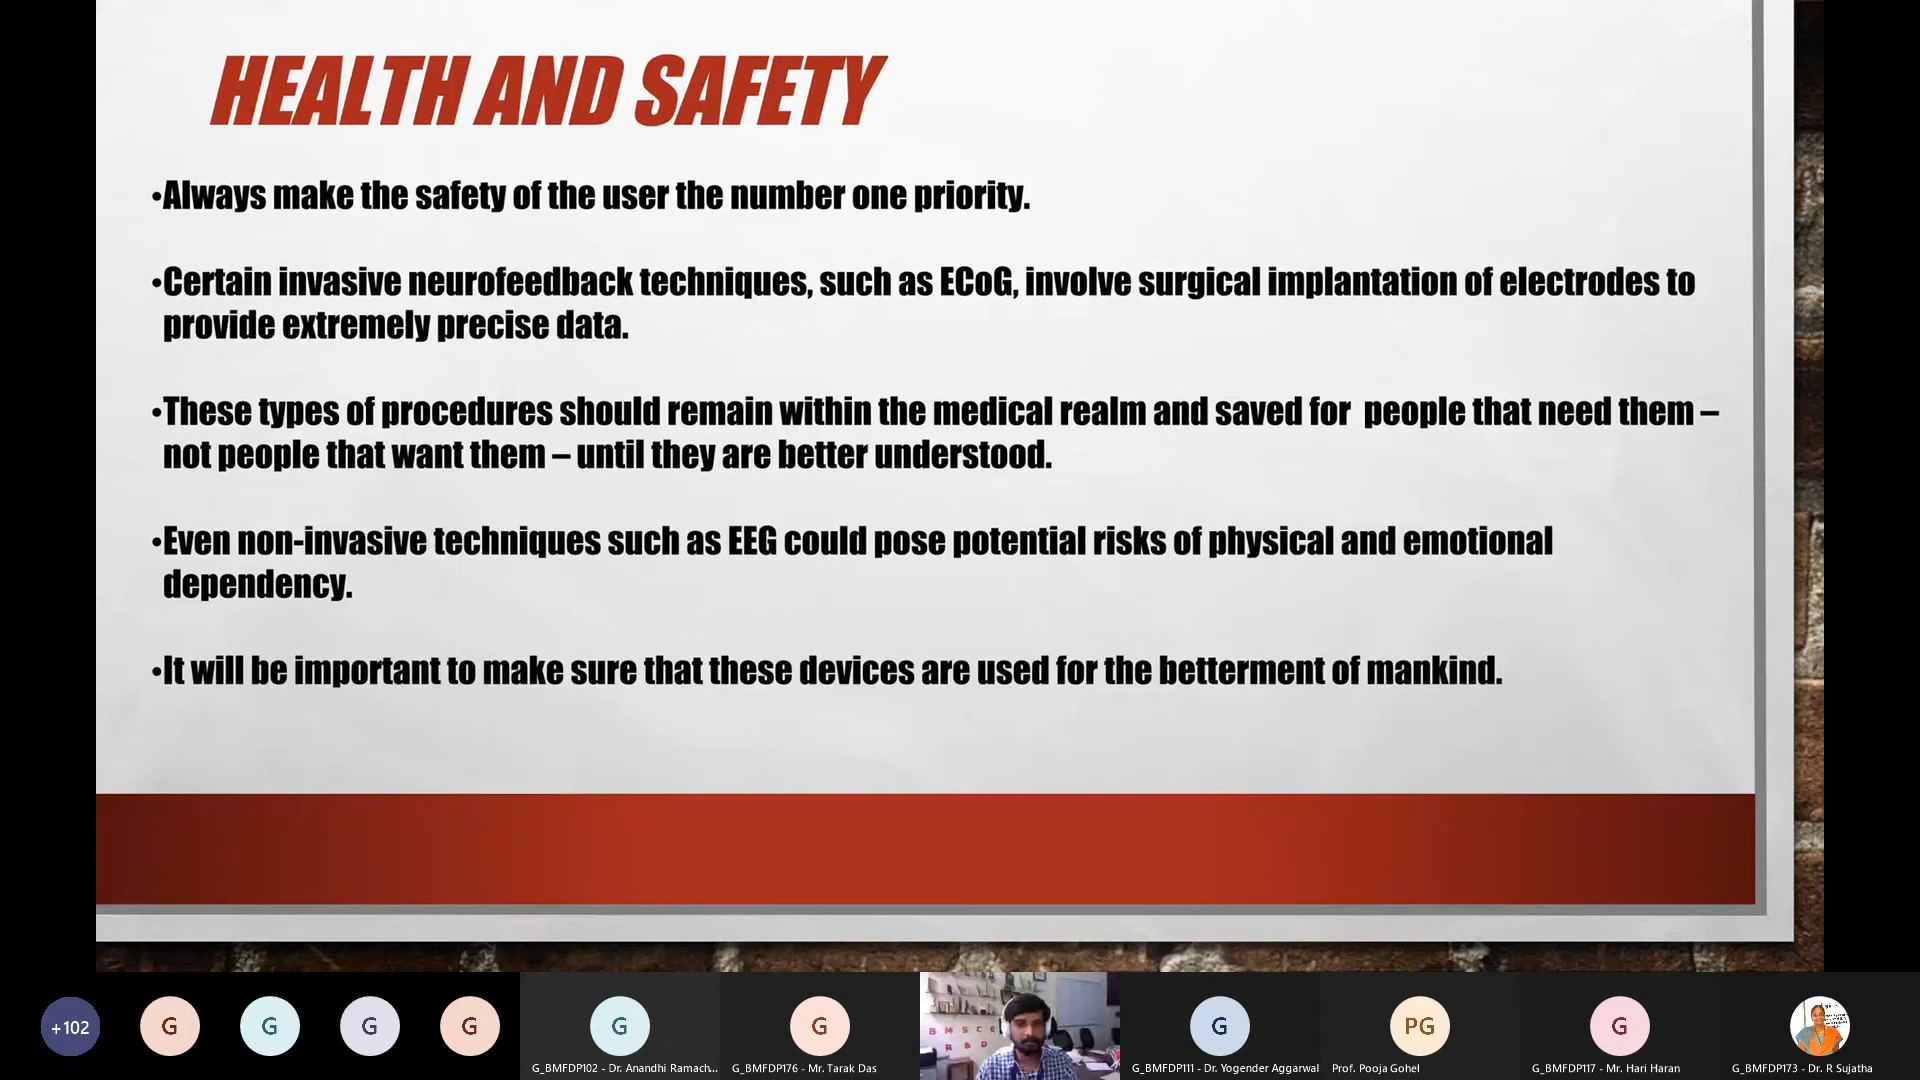 HEALTH AND SAFETY
•Always make the safety of the user the number one priority.
•Certain invasive neurofeedback techniques, such as ECoG, involve surgical implantation of electrodes to
provide extremely precise data.
•These types of procedures should remain within the medical realm and saved for people that need them –
not people that want them – until they are better understood.
•Even non-invasive techniques such as EEG could pose potential risks of physical and emotional
dependency.
•It will be important to make sure that these devices are used for the betterment of mankind.
+102
G
G
G
G
G
G_BMFDP102 - Dr. Anandhi Ramach...
G
G_BMFDP176 - Mr. Tarak Das
B M S C E
R & D
G
G_BMFDP111 - Dr. Yogender Aggarwal
PG
Prof. Pooja Gohel
G
G_BMFDP117 - Mr. Hari Haran
G_BMFDP173 - Dr. R Sujatha